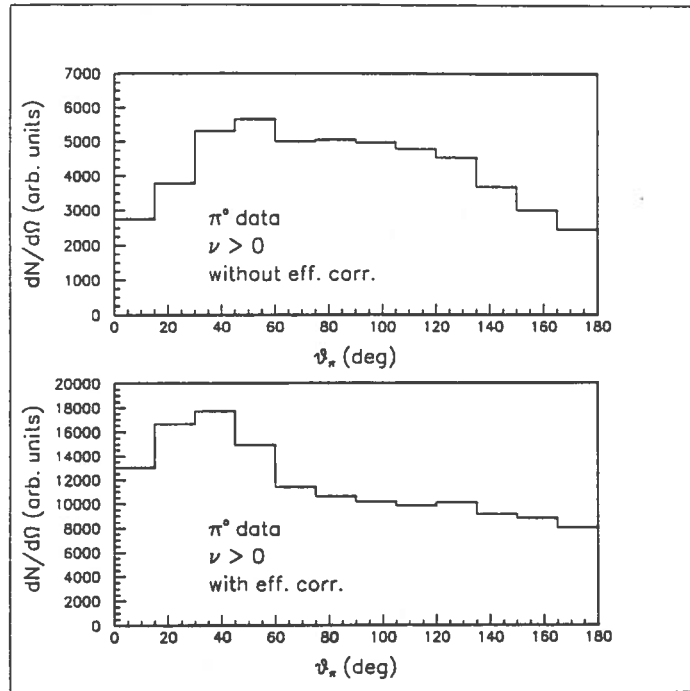 7000
6000
5000
4000
3000
2000
1000
0
dN/dΩ (arb. units)
π° data
ν > 0
without eff. corr.
0 20 40 60 80 100 120 140 160 180
ϑπ (deg)
20000
18000
16000
14000
12000
10000
8000
6000
4000
2000
0
dN/dΩ (arb. units)
π° data
ν > 0
with eff. corr.
0 20 40 60 80 100 120 140 160 180
ϑπ (deg)